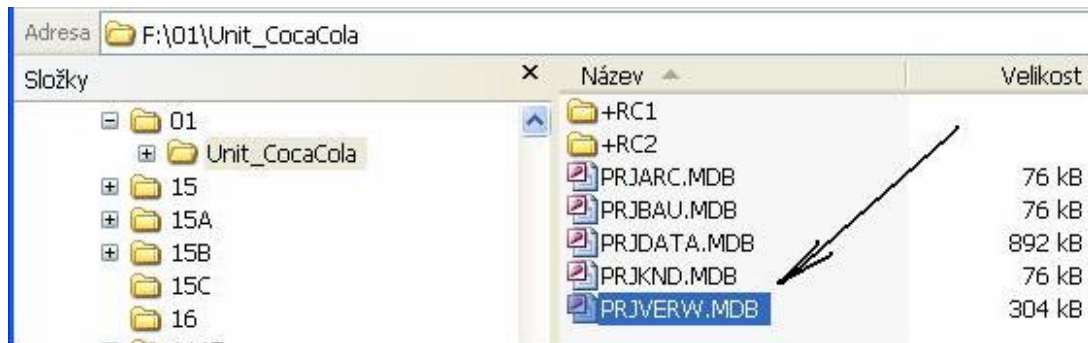 Adresa F:\01\Unit_CocaCola
Složky
01
Unit_CocaCola
15
15A
15B
15C
16
Název Velikost
+RC1
+RC2
PRJARC.MDB 76 kB
PRJBAU.MDB 76 kB
PRJDATA.MDB 892 kB
PRJKND.MDB 76 kB
PRJVERW.MDB 304 kB